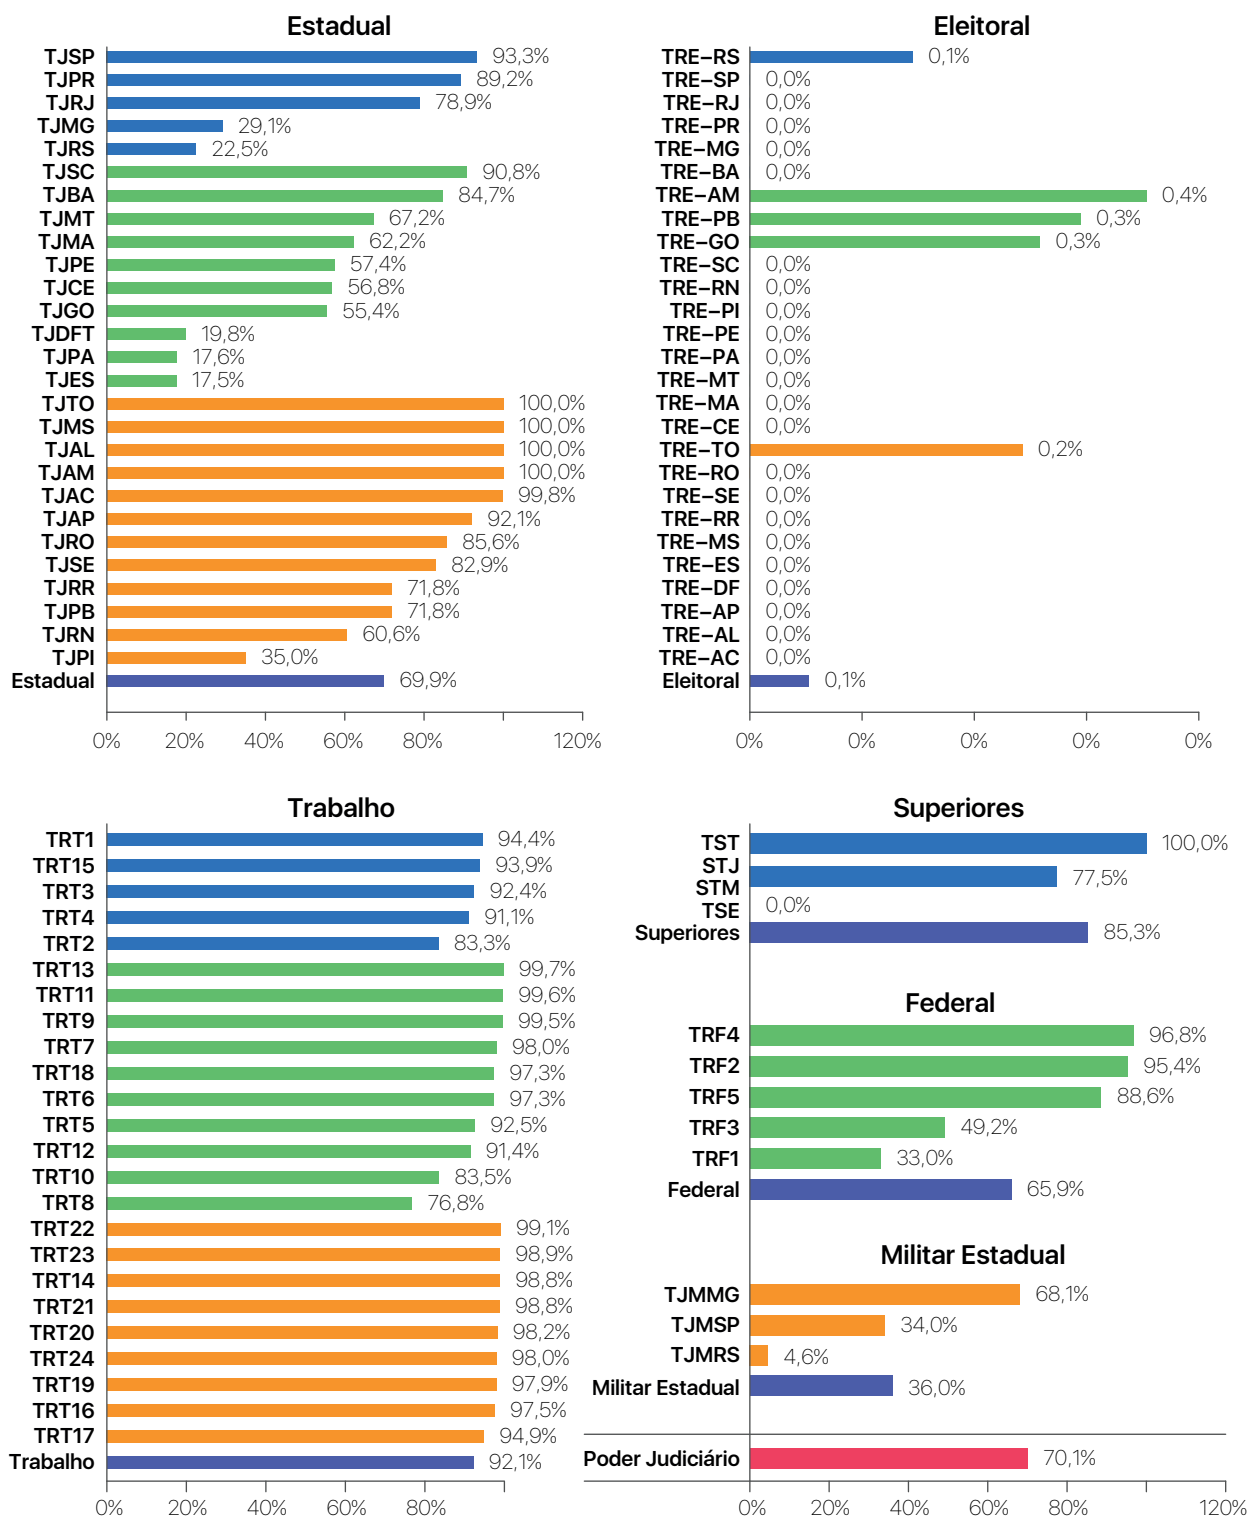 Estadual
TJSP 93,3%
TJPR 89,2%
TJRJ 78,9%
TJMG 29,1%
TJRS 22,5%
TJSC 90,8%
TJBA 84,7%
TJMT 67,2%
TJMA 62,2%
TJPE 57,4%
TJCE 56,8%
TJGO 55,4%
TJDFT 19,8%
TJPA 17,6%
TJES 17,5%
TJTO 100,0%
TJMS 100,0%
TJAL 100,0%
TJAM 100,0%
TJAC 99,8%
TJAP 92,1%
TJRO 85,6%
TJSE 82,9%
TJRR 71,8%
TJPB 71,8%
TJRN 60,6%
TJPI 35,0%
Estadual 69,9%
0% 20% 40% 60% 80% 120%
Eleitoral
TRE–RS 0,1%
TRE–SP 0,0%
TRE–RJ 0,0%
TRE–PR 0,0%
TRE–MG 0,0%
TRE–BA 0,0%
TRE–AM 0,4%
TRE–PB 0,3%
TRE–GO 0,3%
TRE–SC 0,0%
TRE–RN 0,0%
TRE–PI 0,0%
TRE–PE 0,0%
TRE–PA 0,0%
TRE–MT 0,0%
TRE–MA 0,0%
TRE–CE 0,0%
TRE–TO 0,2%
TRE–RO 0,0%
TRE–SE 0,0%
TRE–RR 0,0%
TRE–MS 0,0%
TRE–ES 0,0%
TRE–DF 0,0%
TRE–AP 0,0%
TRE–AL 0,0%
TRE–AC 0,0%
Eleitoral 0,1%
0% 0% 0% 0% 0%
Trabalho
TRT1 94,4%
TRT15 93,9%
TRT3 92,4%
TRT4 91,1%
TRT2 83,3%
TRT13 99,7%
TRT11 99,6%
TRT9 99,5%
TRT7 98,0%
TRT18 97,3%
TRT6 97,3%
TRT5 92,5%
TRT12 91,4%
TRT10 83,5%
TRT8 76,8%
TRT22 99,1%
TRT23 98,9%
TRT14 98,8%
TRT21 98,8%
TRT20 98,2%
TRT24 98,0%
TRT19 97,9%
TRT16 97,5%
TRT17 94,9%
Trabalho 92,1%
0% 20% 40% 60% 80%
Superiores
TST 100,0%
STJ
77,5%
STM
0,0%
TSE
Superiores 85,3%
Federal
TRF4 96,8%
TRF2 95,4%
TRF5 88,6%
TRF3 49,2%
TRF1 33,0%
Federal 65,9%
Militar Estadual
TJMMG 68,1%
TJMSP 34,0%
TJMRS 4,6%
Militar Estadual 36,0%
Poder Judiciário 70,1%
0% 20% 40% 60% 80% 120%